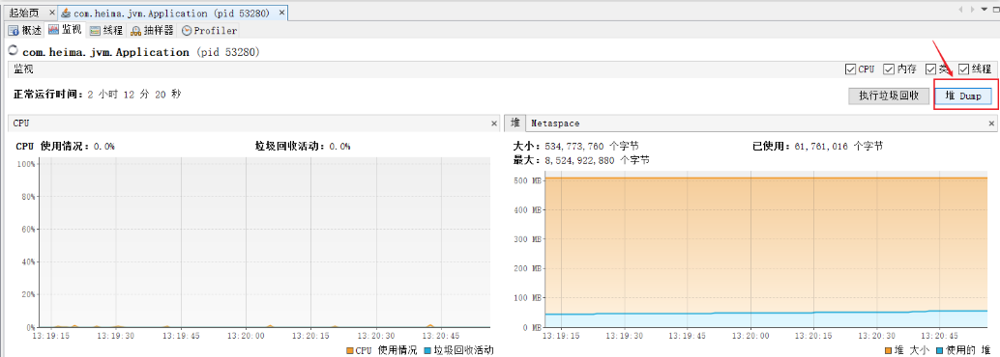 起始页 × com.heima.jvm.Application (pid 53280) ×
概述 监视 线程 抽样器 Profiler
com.heima.jvm.Application (pid 53280)
监视 CPU 内存 类 线程
正常运行时间: 2 小时 12 分 20 秒 执行垃圾回收 堆 Dump
CPU ×
CPU 使用情况: 0.0% 垃圾回收活动: 0.0%
100%
80%
60%
40%
20%
0%
13:19:15 13:19:30 13:19:45 13:20:00 13:20:15 13:20:30 13:20:45
CPU 使用情况 垃圾回收活动
堆 Metaspace ×
大小: 534,773,760 个字节 已使用: 61,761,016 个字节
最大: 8,524,922,880 个字节
500 MB
400 MB
300 MB
200 MB
100 MB
0 MB
13:19:15 13:19:30 13:19:45 13:20:00 13:20:15 13:20:30 13:20:45
堆 大小 使用的 堆